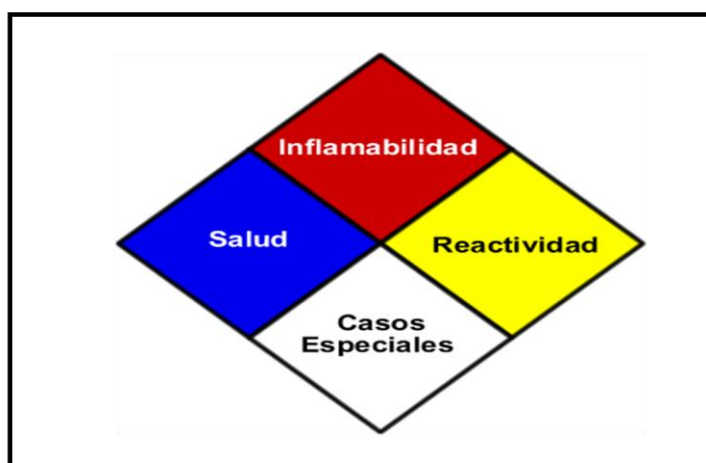 Inflamabilidad
Salud
Reactividad
Casos
Especiales